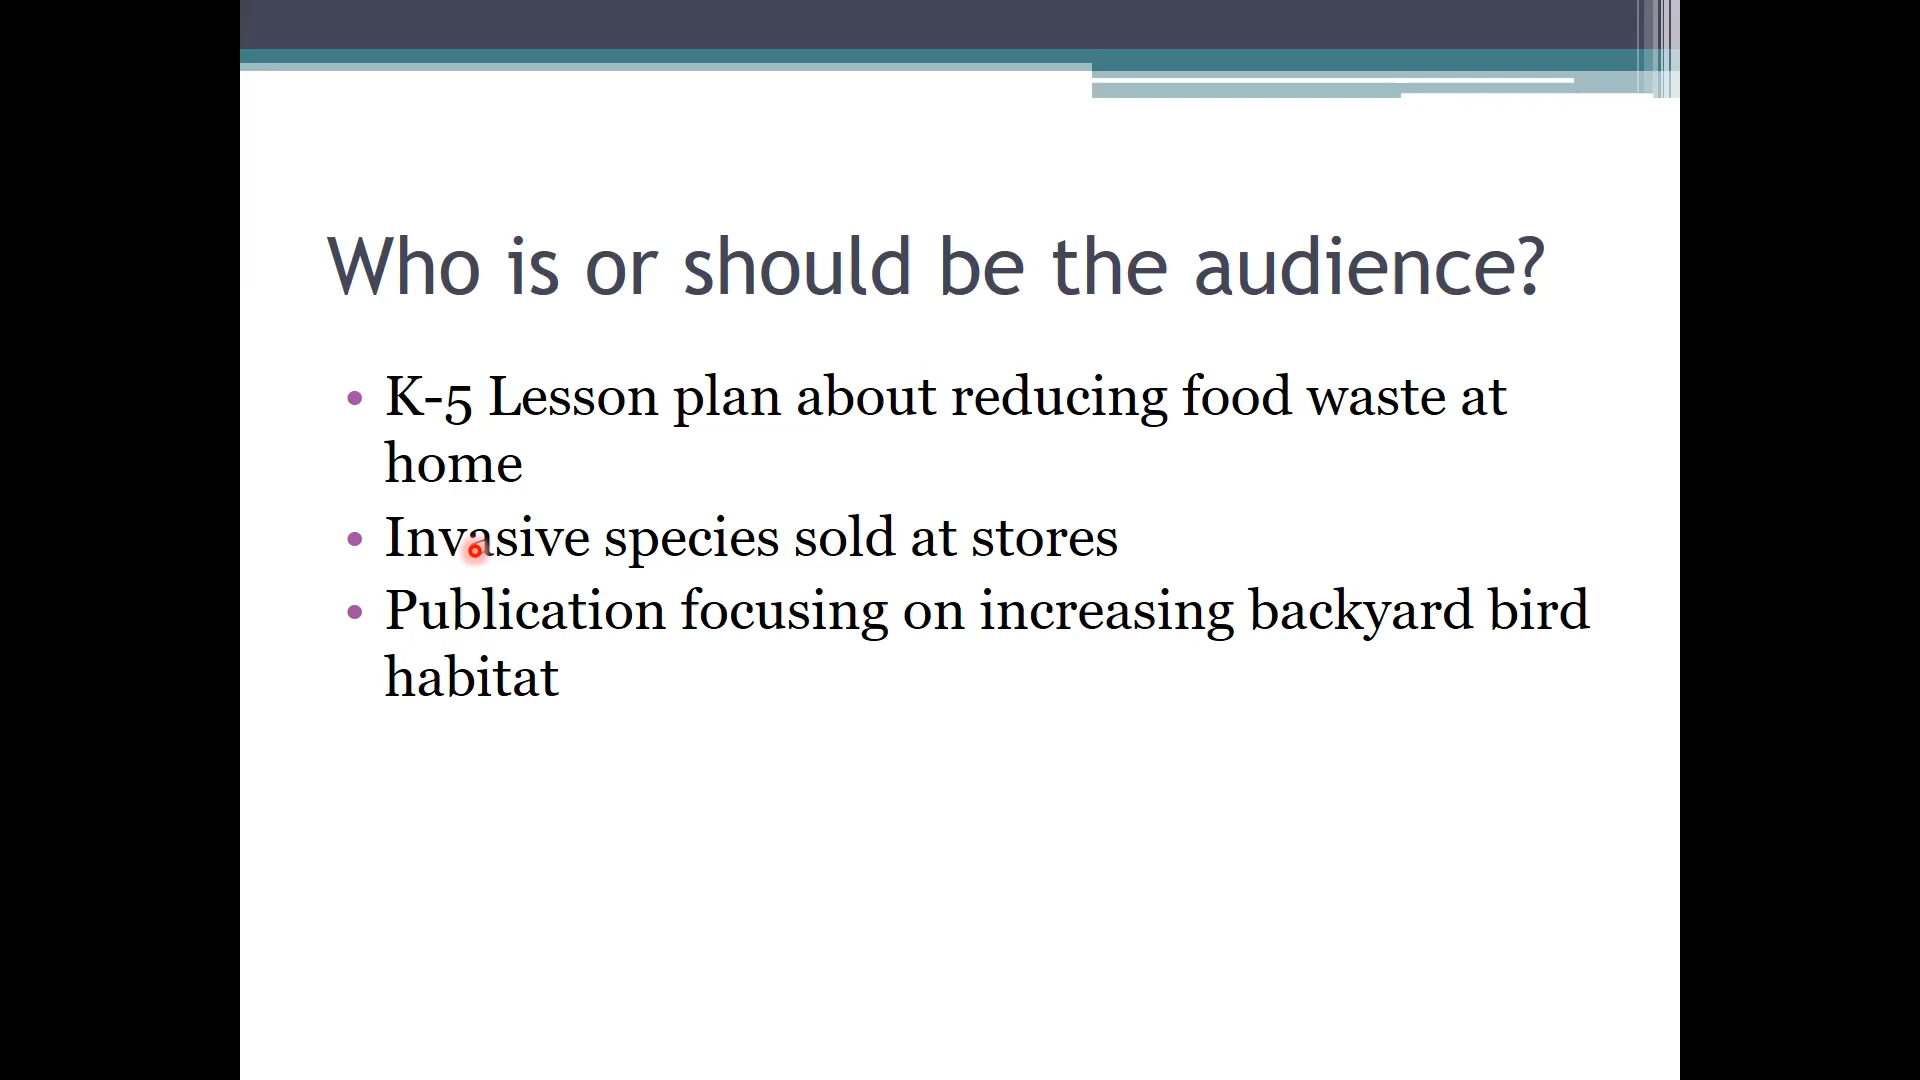 Who is or should be the audience?
• K-5 Lesson plan about reducing food waste at
home
• Invasive species sold at stores
• Publication focusing on increasing backyard bird
habitat